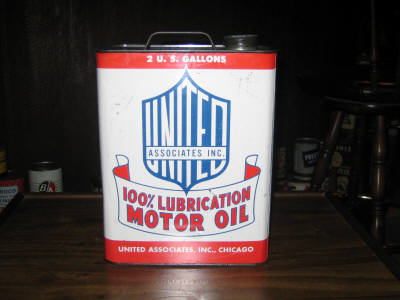 2 U. S. GALLONS
UNITED
ASSOCIATES INC.
100% LUBRICATION
MOTOR OIL
UNITED ASSOCIATES, INC., CHICAGO